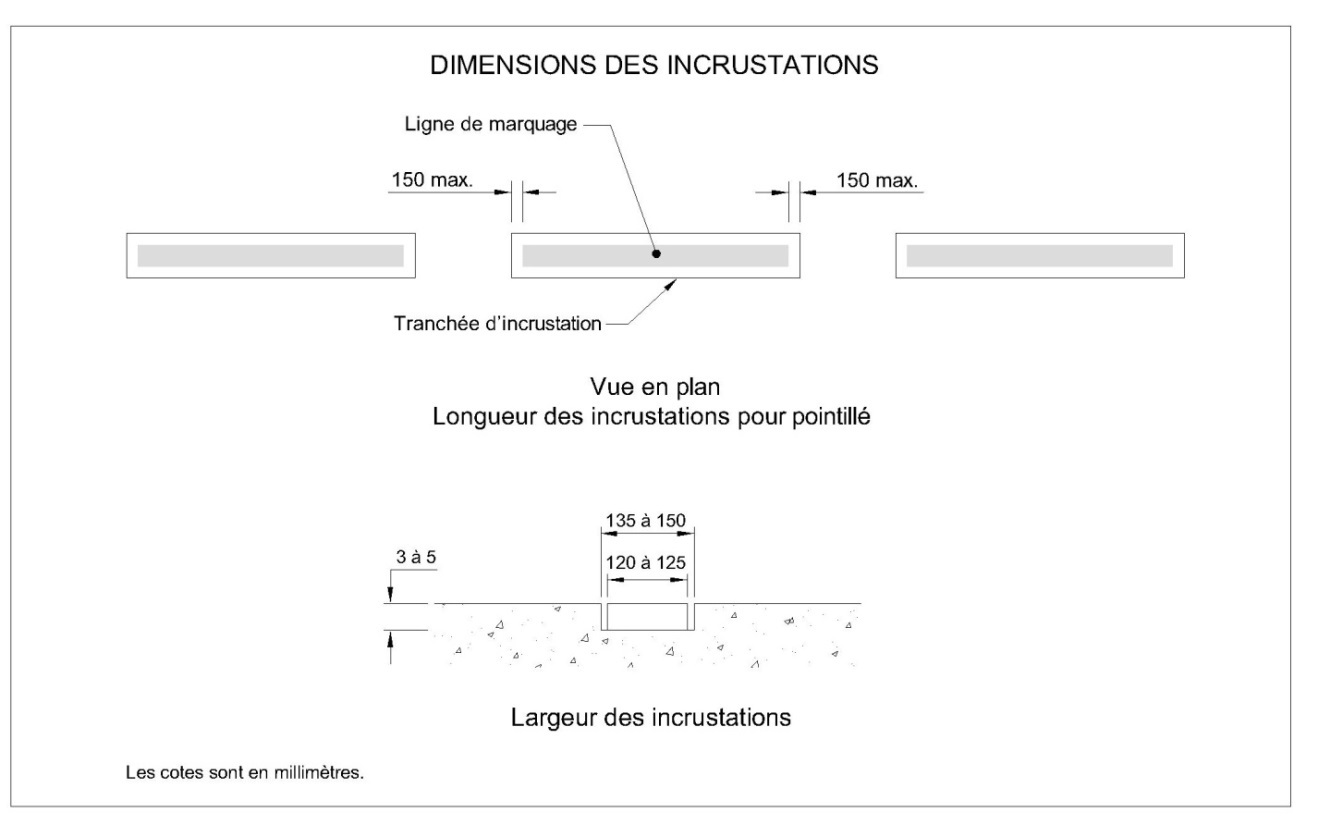 DIMENSIONS DES INCRUSTATIONS
Ligne de marquage
150 max.
150 max.
Tranchée d'incrustation
Vue en plan
Longueur des incrustations pour pointillé
135 à 150
3 à 5
120 à 125
Largeur des incrustations
Les cotes sont en millimètres.